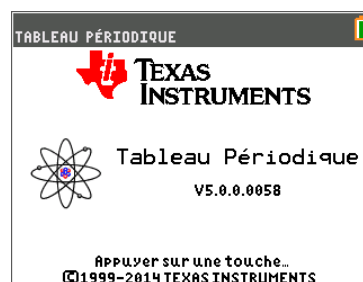 TABLEAU PÉRIODIQUE
TEXAS
INSTRUMENTS
Tableau Périodique
V5.0.0.0058
Appuyer sur une touche…
©1999-2014 TEXAS INSTRUMENTS